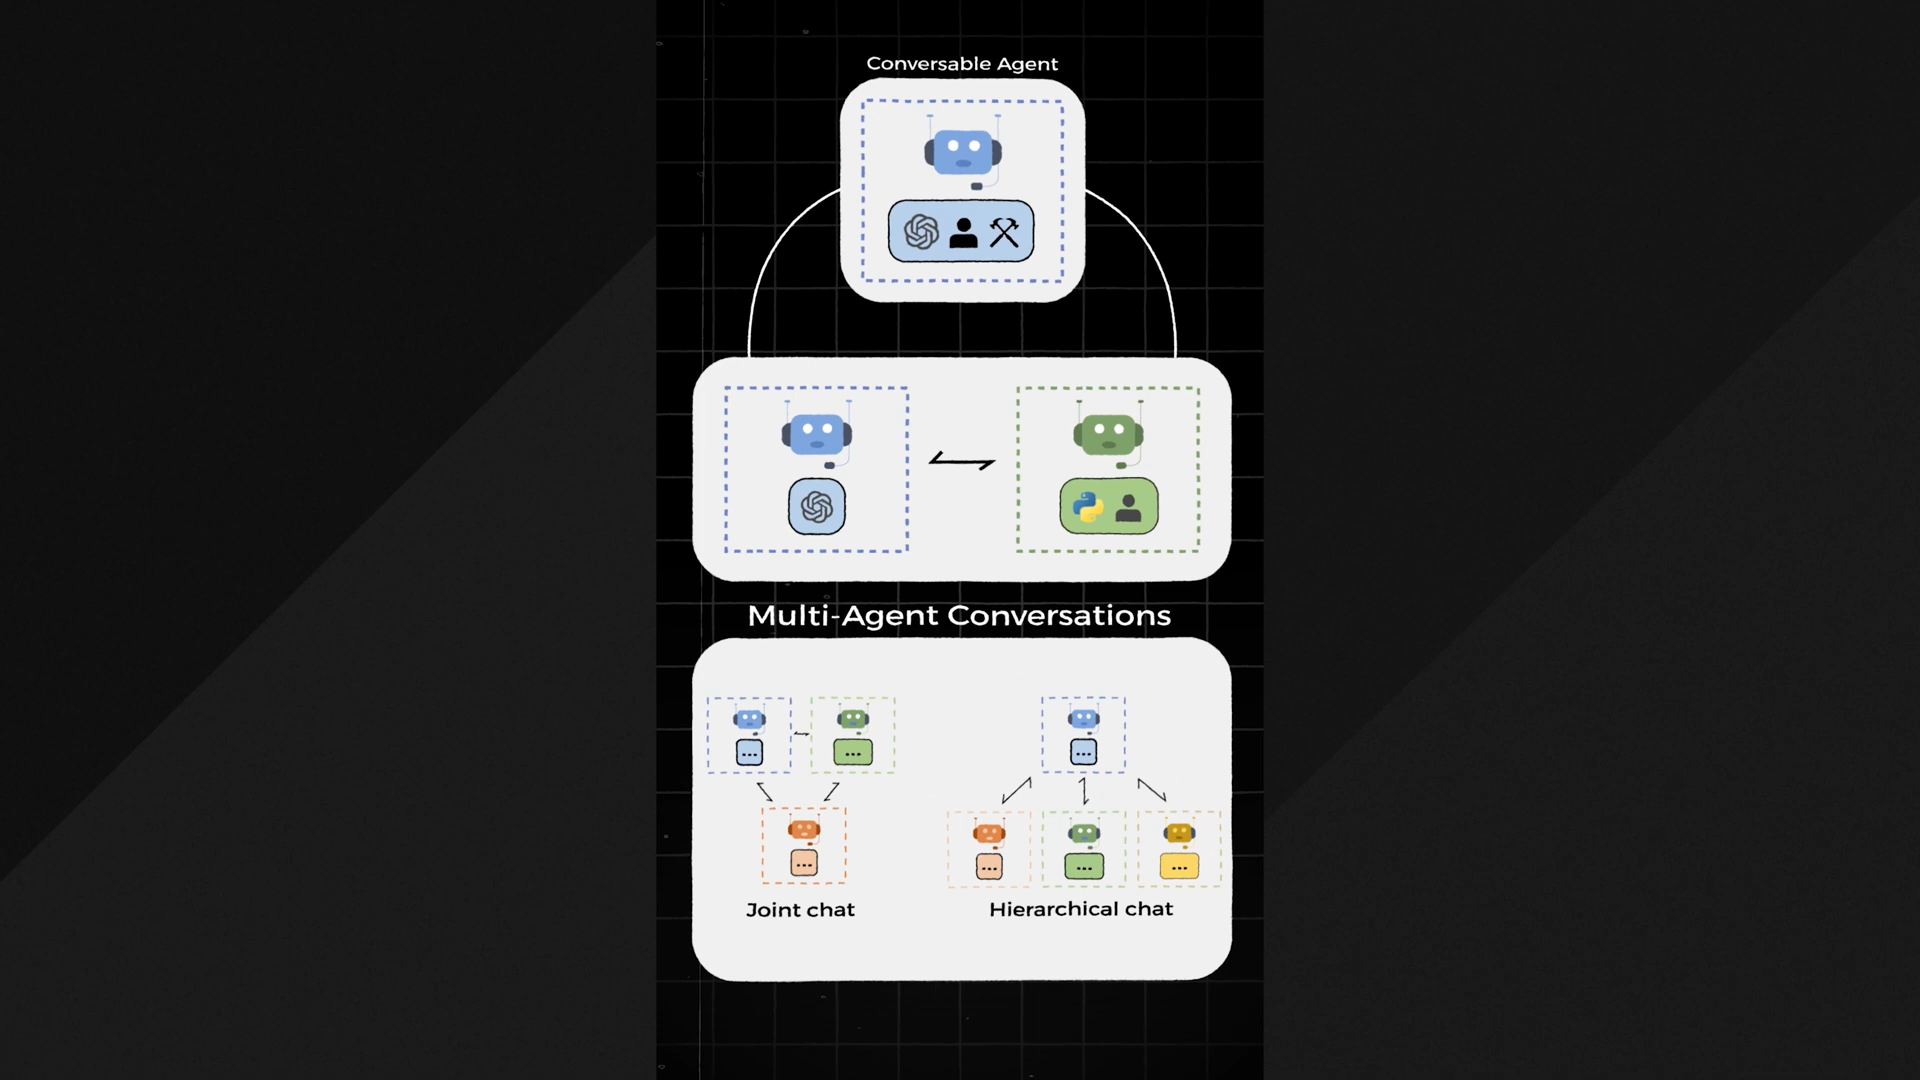 Conversable Agent
Multi-Agent Conversations
Joint chat
Hierarchical chat